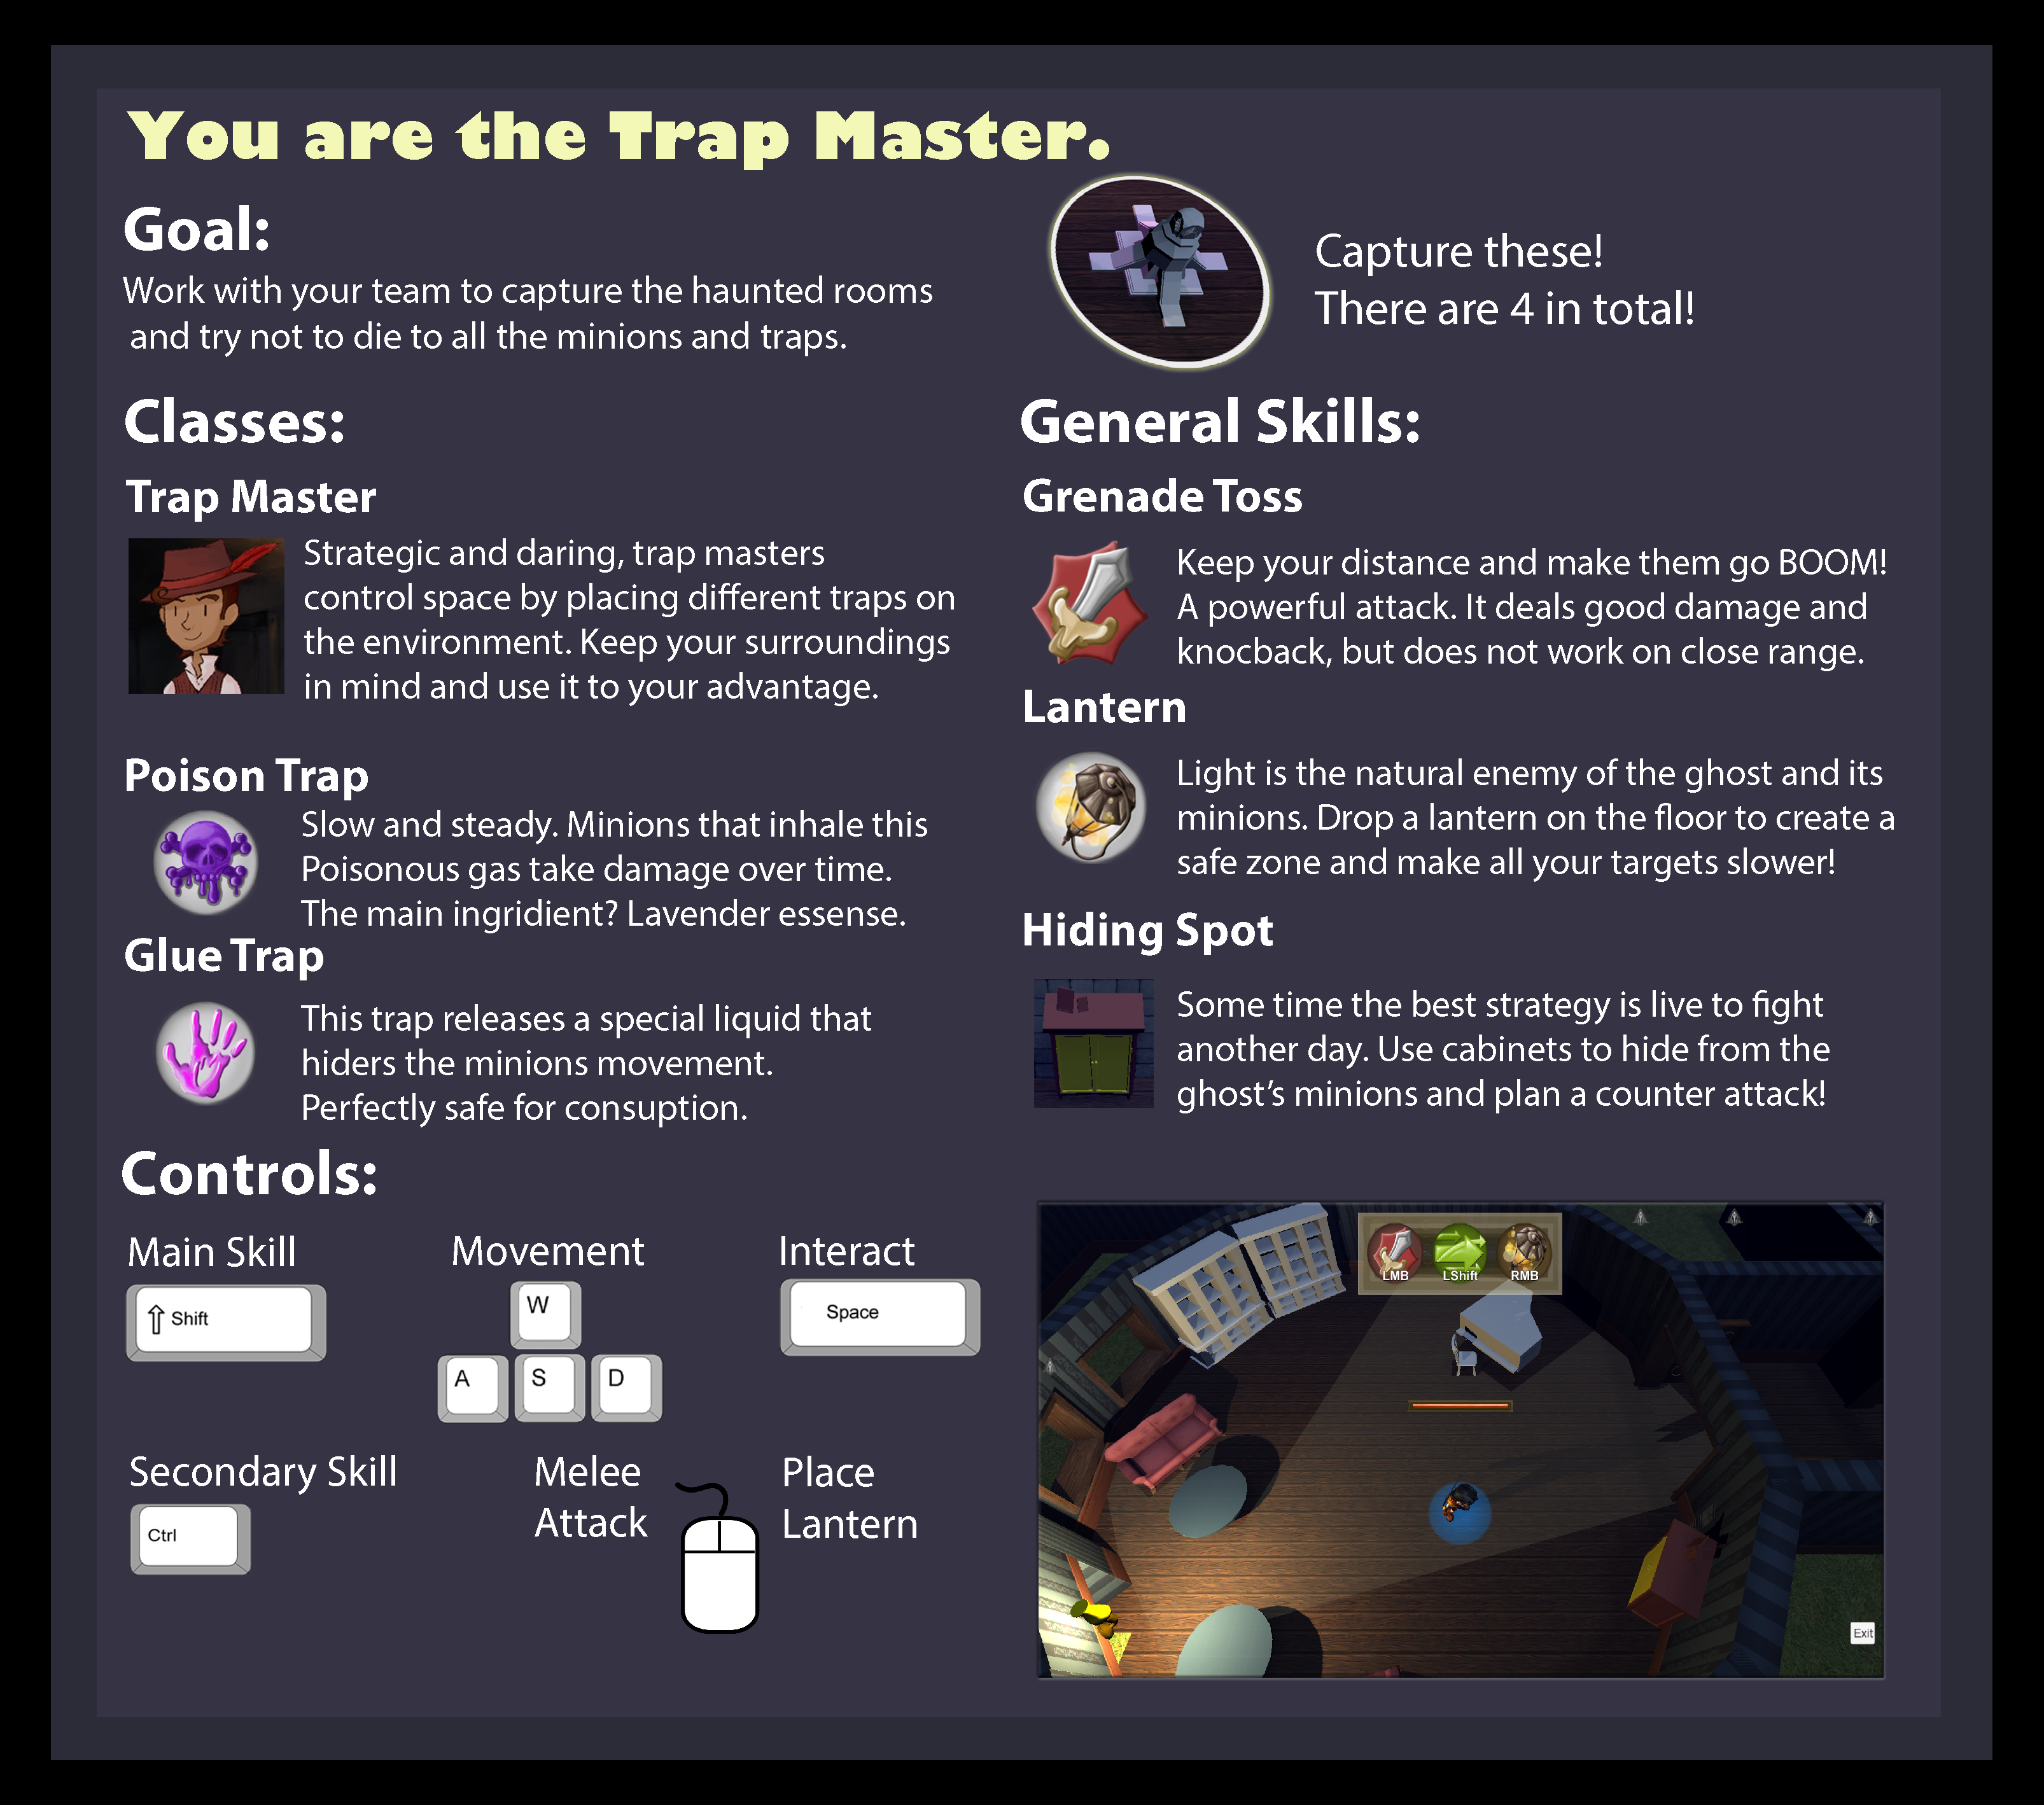 You are the Trap Master.
Goal:
Work with your team to capture the haunted rooms
and try not to die to all the minions and traps.
Capture these!
There are 4 in total!
Classes:
Trap Master
Strategic and daring, trap masters
control space by placing different traps on
the environment. Keep your surroundings
in mind and use it to your advantage.
Poison Trap
Slow and steady. Minions that inhale this
Poisonous gas take damage over time.
The main ingridient? Lavender essense.
Glue Trap
This trap releases a special liquid that
hiders the minions movement.
Perfectly safe for consuption.
General Skills:
Grenade Toss
Keep your distance and make them go BOOM!
A powerful attack. It deals good damage and
knocback, but does not work on close range.
Lantern
Light is the natural enemy of the ghost and its
minions. Drop a lantern on the floor to create a
safe zone and make all your targets slower!
Hiding Spot
Some time the best strategy is live to fight
another day. Use cabinets to hide from the
ghost's minions and plan a counter attack!
Controls:
Main Skill
Shift
Movement
W
A S D
Interact
Space
Secondary Skill
Ctrl
Melee
Attack
Place
Lantern
LMB LShift RMB
Exit